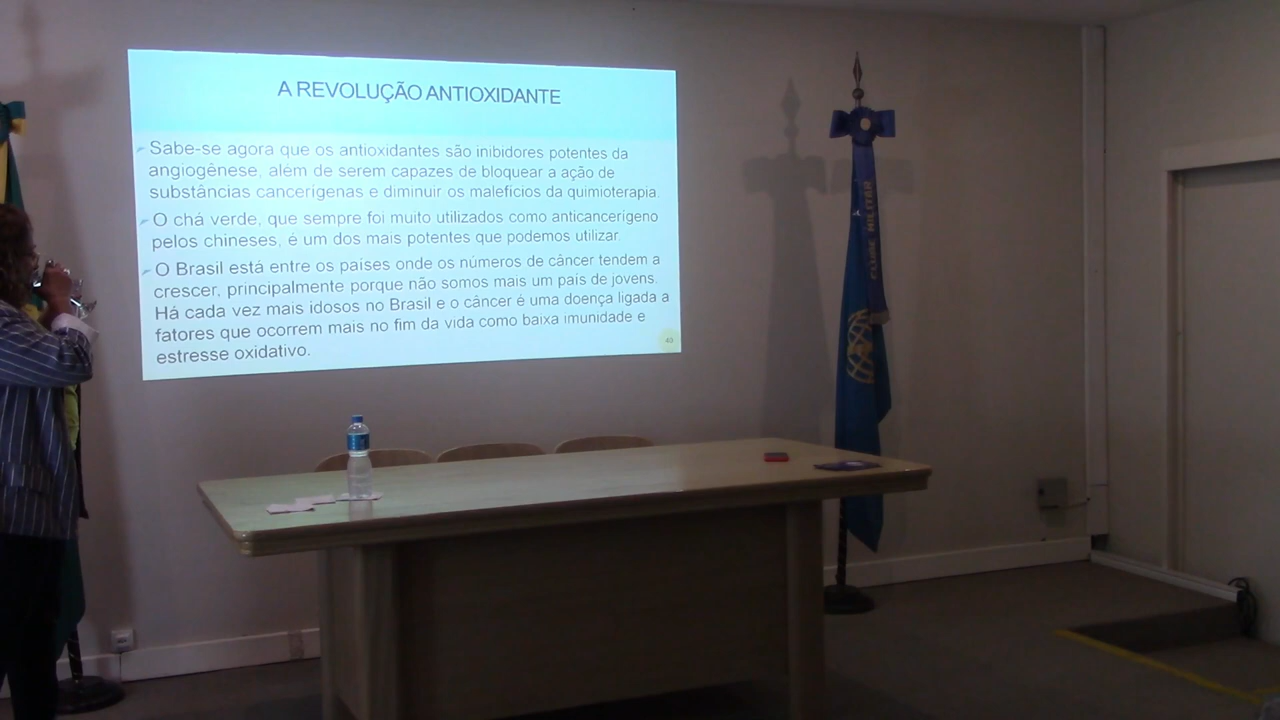 A REVOLUÇÃO ANTIOXIDANTE
Sabe-se agora que os antioxidantes são inibidores potentes da
angiogênese, além de serem capazes de bloquear a ação de
substâncias cancerígenas e diminuir os malefícios da quimioterapia.
O chá verde, que sempre foi muito utilizados como anticancerígeno
pelos chineses, é um dos mais potentes que podemos utilizar.
O Brasil está entre os países onde os números de câncer tendem a
crescer, principalmente porque não somos mais um país de jovens.
Há cada vez mais idosos no Brasil e o câncer é uma doença ligada a
fatores que ocorrem mais no fim da vida como baixa imunidade e
estresse oxidativo.
43
CLUBE MILITAR